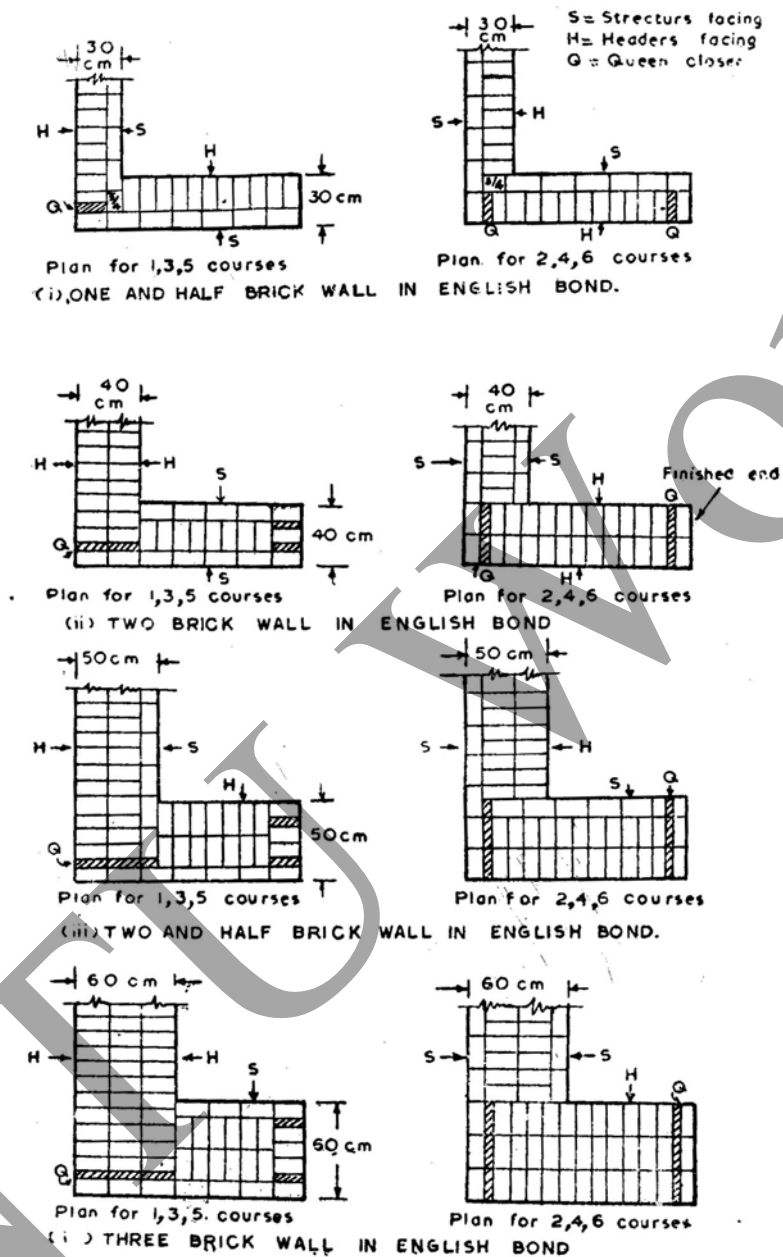 30
cm
H
S
H
30 cm
Q
3/4
S
Plan for 1,3,5 courses
30
cm
S= Strecturs facing
H= Headers facing
Q = Queen closer
S
H
S
3/4
Q
H
Q
Plan. for 2,4,6 courses
(i), ONE AND HALF BRICK WALL IN ENGLISH BOND.
40
cm
H
H
S
40 cm
Q
S
Plan for 1,3,5 courses
40
cm
S
S
H
Q
Finished end
Q
H
Plan for 2,4,6 courses
(ii) TWO BRICK WALL IN ENGLISH BOND
50cm
H
S
H
50cm
Q
Plan for 1,3,5 courses
50 cm
S
H
S
Q
Plan for 2,4,6 courses
(iii) TWO AND HALF BRICK WALL IN ENGLISH BOND.
60 cm
H
H
S
60 cm
Q
Plan for 1,3,5. courses
60 cm
S
S
H
Q
Plan for 2,4,6 courses
(i ) THREE BRICK WALL IN ENGLISH BOND